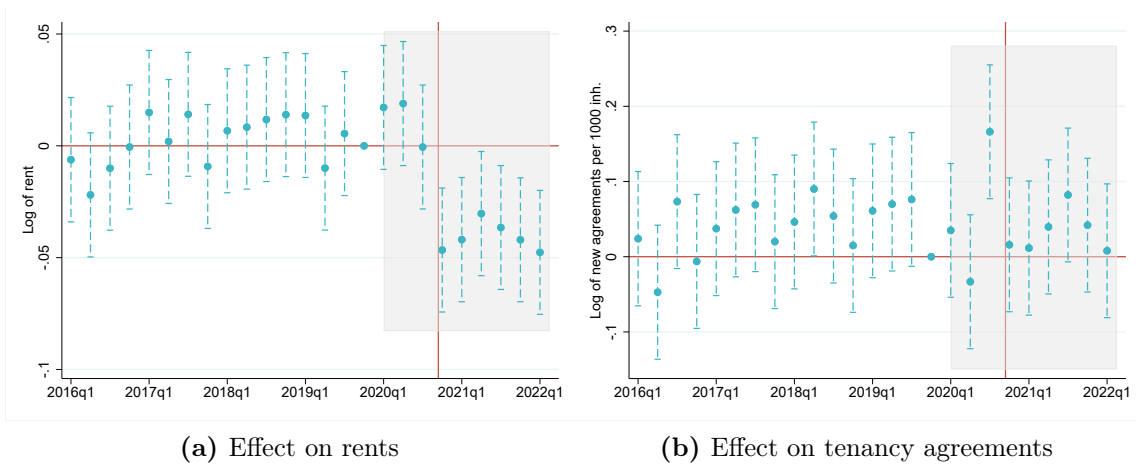 Log of rent
.05
0
-.05
-.1
2016q1 2017q1 2018q1 2019q1 2020q1 2021q1 2022q1
(a) Effect on rents
Log of new agreements per 1000 inh.
.3
.2
.1
0
-.1
2016q1 2017q1 2018q1 2019q1 2020q1 2021q1 2022q1
(b) Effect on tenancy agreements